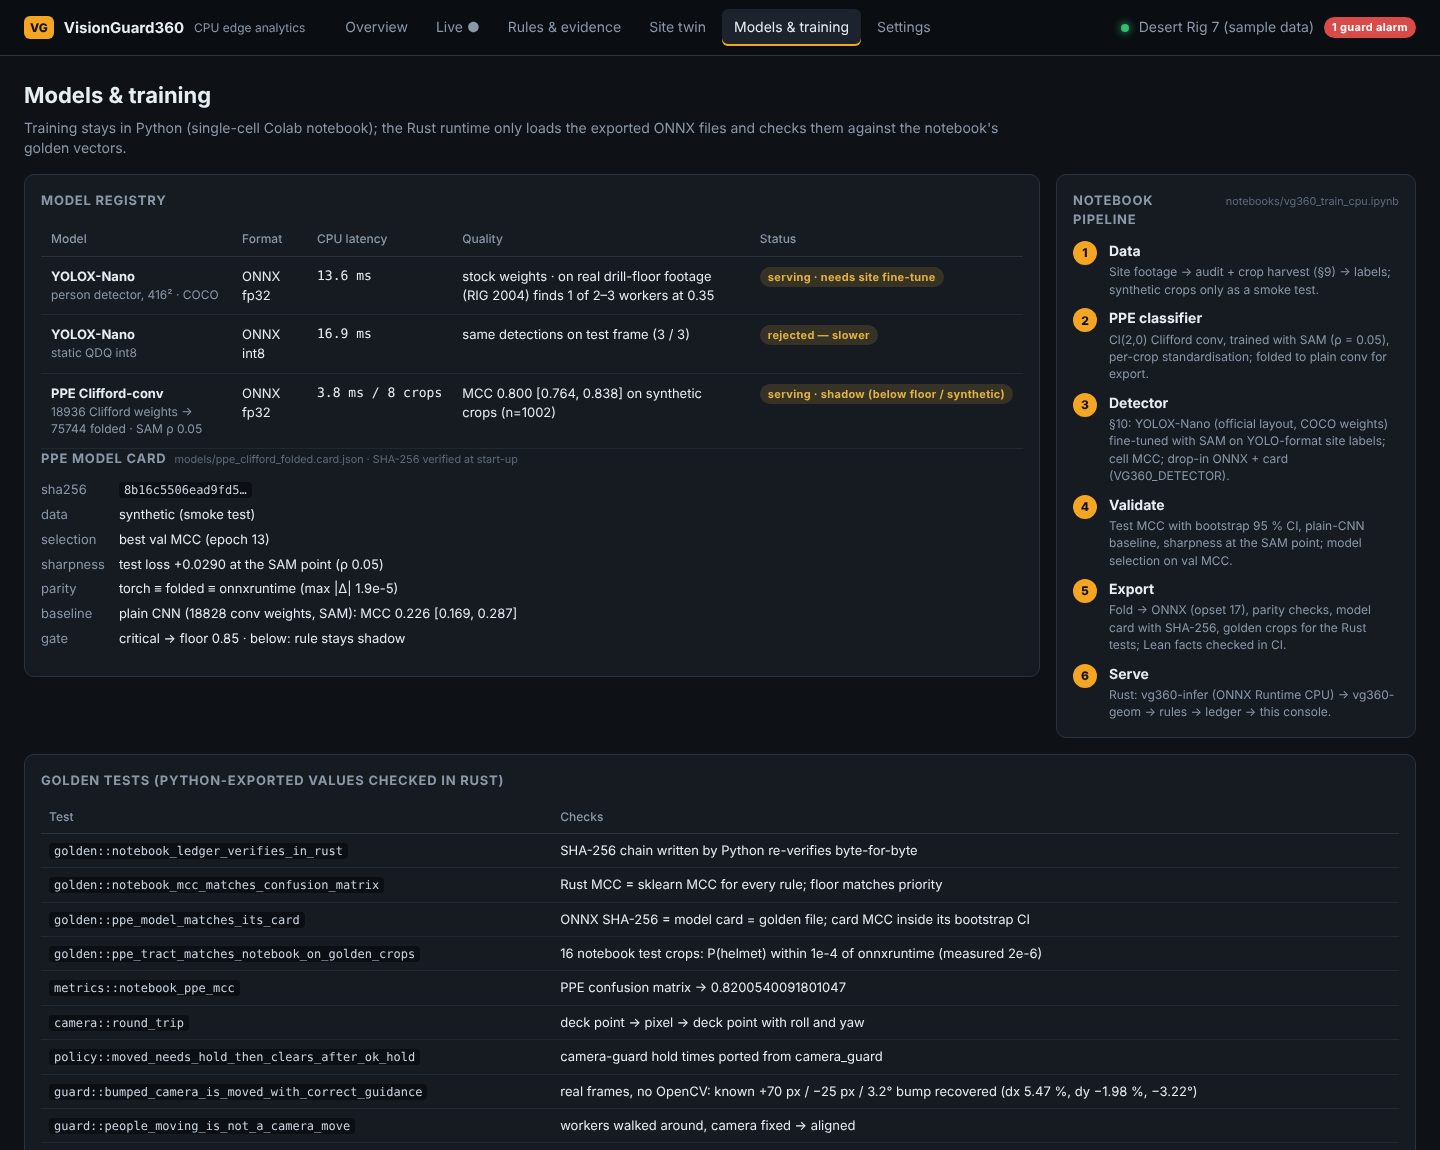 VG VisionGuard360 CPU edge analytics Overview Live Rules & evidence Site twin Models & training Settings Desert Rig 7 (sample data) 1 guard alarm
Models & training
Training stays in Python (single-cell Colab notebook); the Rust runtime only loads the exported ONNX files and checks them against the notebook's
golden vectors.
MODEL REGISTRY
Model Format CPU latency Quality Status
YOLOX-Nano ONNX 13.6 ms stock weights · on real drill-floor footage serving · needs site fine-tune
person detector, 416² · COCO fp32 (RIG 2004) finds 1 of 2–3 workers at 0.35
YOLOX-Nano ONNX 16.9 ms same detections on test frame (3 / 3) rejected — slower
static QDQ int8 int8
PPE Clifford-conv ONNX 3.8 ms / 8 crops MCC 0.800 [0.764, 0.838] on synthetic serving · shadow (below floor / synthetic)
18936 Clifford weights → fp32 crops (n=1002)
75744 folded · SAM ρ 0.05
PPE MODEL CARD models/ppe_clifford_folded.card.json · SHA-256 verified at start-up
sha256 8b16c5506ead9fd5…
data synthetic (smoke test)
selection best val MCC (epoch 13)
sharpness test loss +0.0290 at the SAM point (ρ 0.05)
parity torch ≡ folded ≡ onnxruntime (max |Δ| 1.9e-5)
baseline plain CNN (18828 conv weights, SAM): MCC 0.226 [0.169, 0.287]
gate critical → floor 0.85 · below: rule stays shadow
NOTEBOOK notebooks/vg360_train_cpu.ipynb
PIPELINE
1 Data
Site footage → audit + crop harvest (§9) → labels;
synthetic crops only as a smoke test.
2 PPE classifier
Cl(2,0) Clifford conv, trained with SAM (ρ = 0.05),
per-crop standardisation; folded to plain conv for
export.
3 Detector
§10: YOLOX-Nano (official layout, COCO weights)
fine-tuned with SAM on YOLO-format site labels;
cell MCC; drop-in ONNX + card
(VG360_DETECTOR).
4 Validate
Test MCC with bootstrap 95 % CI, plain-CNN
baseline, sharpness at the SAM point; model
selection on val MCC.
5 Export
Fold → ONNX (opset 17), parity checks, model
card with SHA-256, golden crops for the Rust
tests; Lean facts checked in CI.
6 Serve
Rust: vg360-infer (ONNX Runtime CPU) → vg360-
geom → rules → ledger → this console.
GOLDEN TESTS (PYTHON-EXPORTED VALUES CHECKED IN RUST)
Test Checks
golden::notebook_ledger_verifies_in_rust SHA-256 chain written by Python re-verifies byte-for-byte
golden::notebook_mcc_matches_confusion_matrix Rust MCC = sklearn MCC for every rule; floor matches priority
golden::ppe_model_matches_its_card ONNX SHA-256 = model card = golden file; card MCC inside its bootstrap CI
golden::ppe_tract_matches_notebook_on_golden_crops 16 notebook test crops: P(helmet) within 1e-4 of onnxruntime (measured 2e-6)
metrics::notebook_ppe_mcc PPE confusion matrix → 0.8200540091801047
camera::round_trip deck point → pixel → deck point with roll and yaw
policy::moved_needs_hold_then_clears_after_ok_hold camera-guard hold times ported from camera_guard
guard::bumped_camera_is_moved_with_correct_guidance real frames, no OpenCV: known +70 px / −25 px / 3.2° bump recovered (dx 5.47 %, dy −1.98 %, −3.22°)
guard::people_moving_is_not_a_camera_move workers walked around, camera fixed → aligned